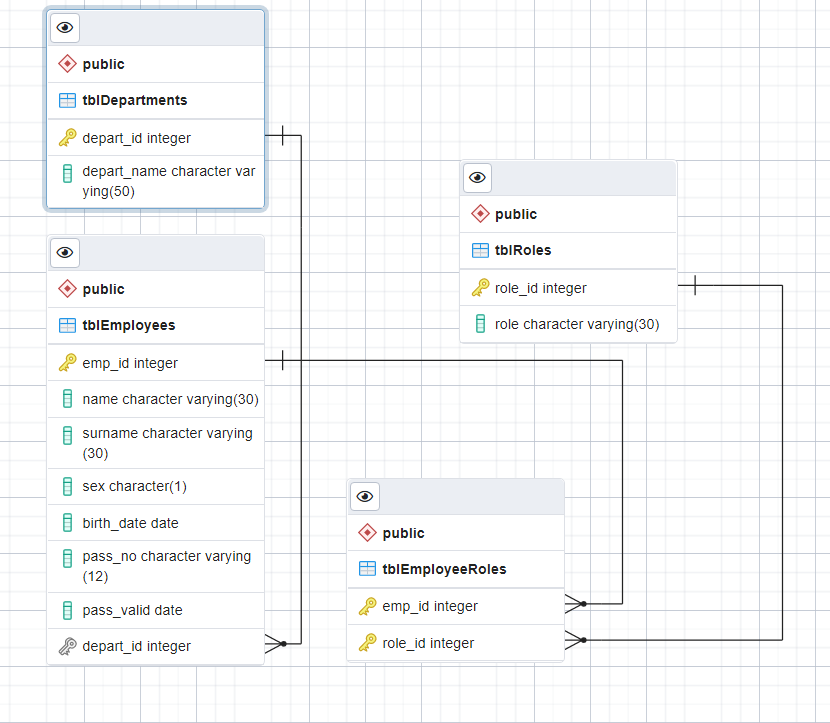 public
tblDepartments
depart_id integer
depart_name character var
ying(50)
public
tblEmployees
emp_id integer
name character varying(30)
surname character varying
(30)
sex character(1)
birth_date date
pass_no character varying
(12)
pass_valid date
depart_id integer
public
tblRoles
role_id integer
role character varying(30)
public
tblEmployeeRoles
emp_id integer
role_id integer